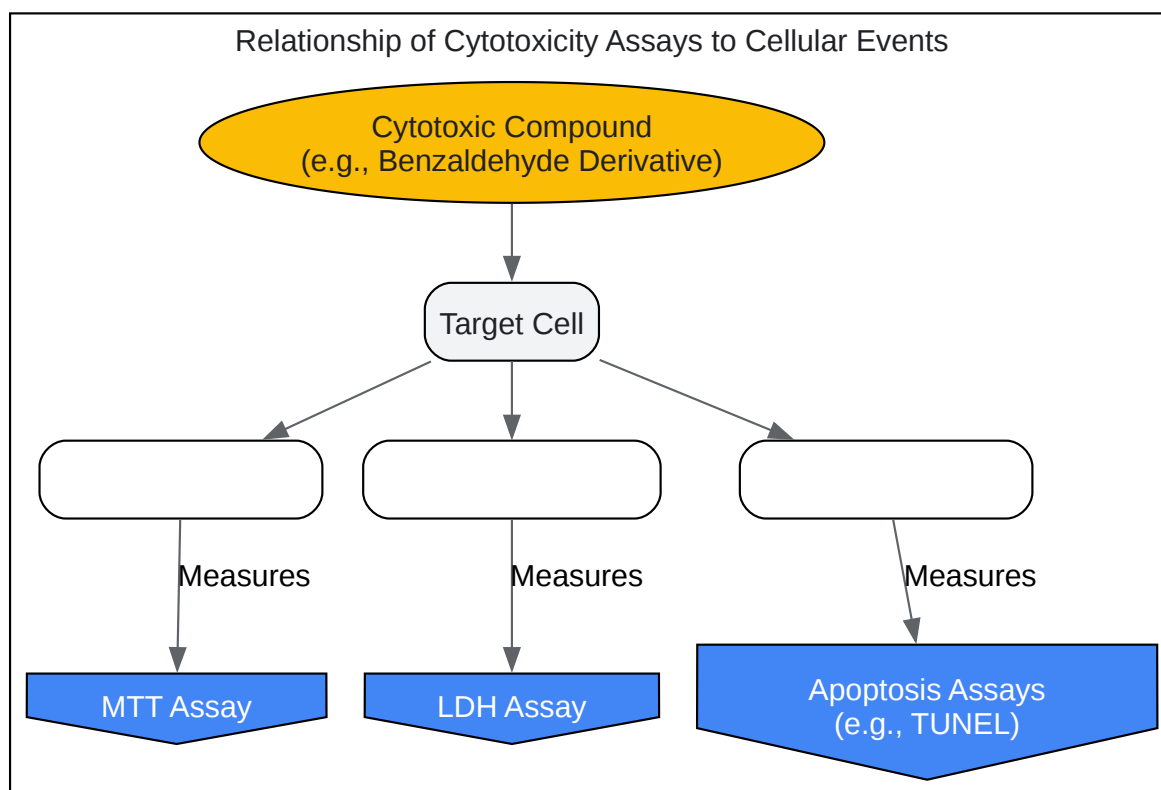 Relationship of Cytotoxicity Assays to Cellular Events
Cytotoxic Compound
(e.g., Benzaldehyde Derivative)
Target Cell
Measures
Measures
Measures
MTT Assay
LDH Assay
Apoptosis Assays
(e.g., TUNEL)